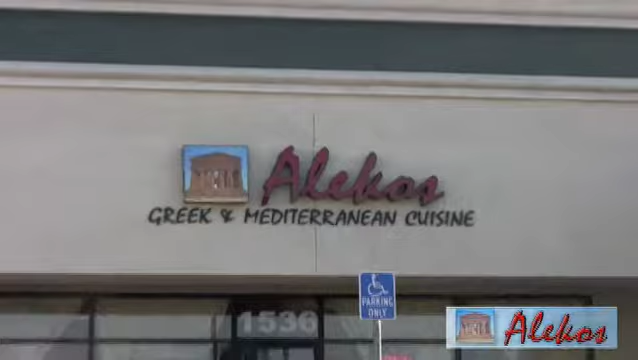 Alekos
GREEK & MEDITERRANEAN CUISINE
PARKING
ONLY
1536
Alekos